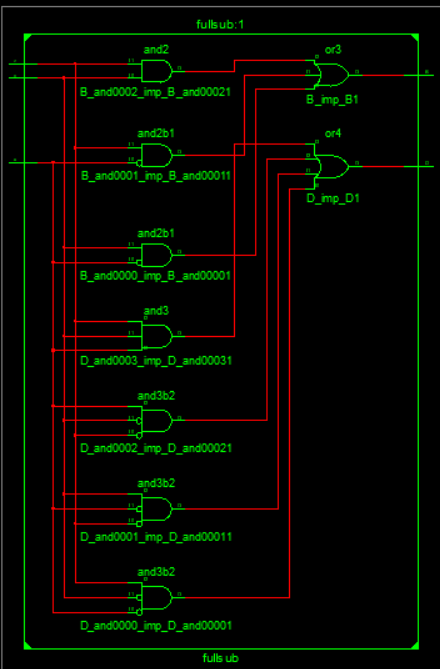 fullsub:1
and2
or3
B_and0002_imp_B_and00021
B_imp_B1
and2b1
or4
B_and0001_imp_B_and00011
D_imp_D1
and2b1
B_and0000_imp_B_and00001
and3
D_and0003_imp_D_and00031
and3b2
D_and0002_imp_D_and00021
and3b2
D_and0001_imp_D_and00011
and3b2
D_and0000_imp_D_and00001
fullsub